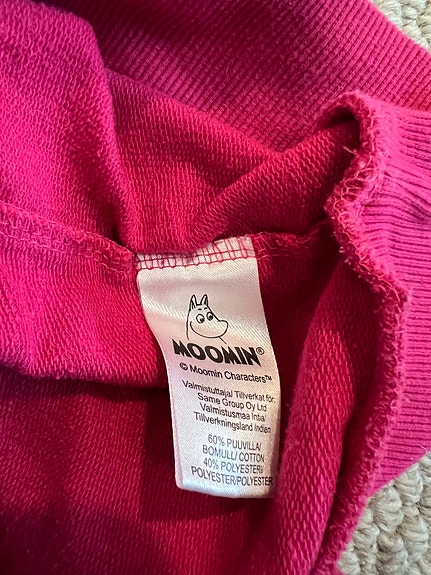 MOOMIN®
© Moomin Characters™
Valmistuttaja/ Tillverkat for:
Same Group Oy Ltd
Valmistusmaa Intia/
Tillverkningsland Indien
60% PUUVILLA/
BOMULL/ COTTON
40% POLYESTERI/
POLYESTER/POLYESTER